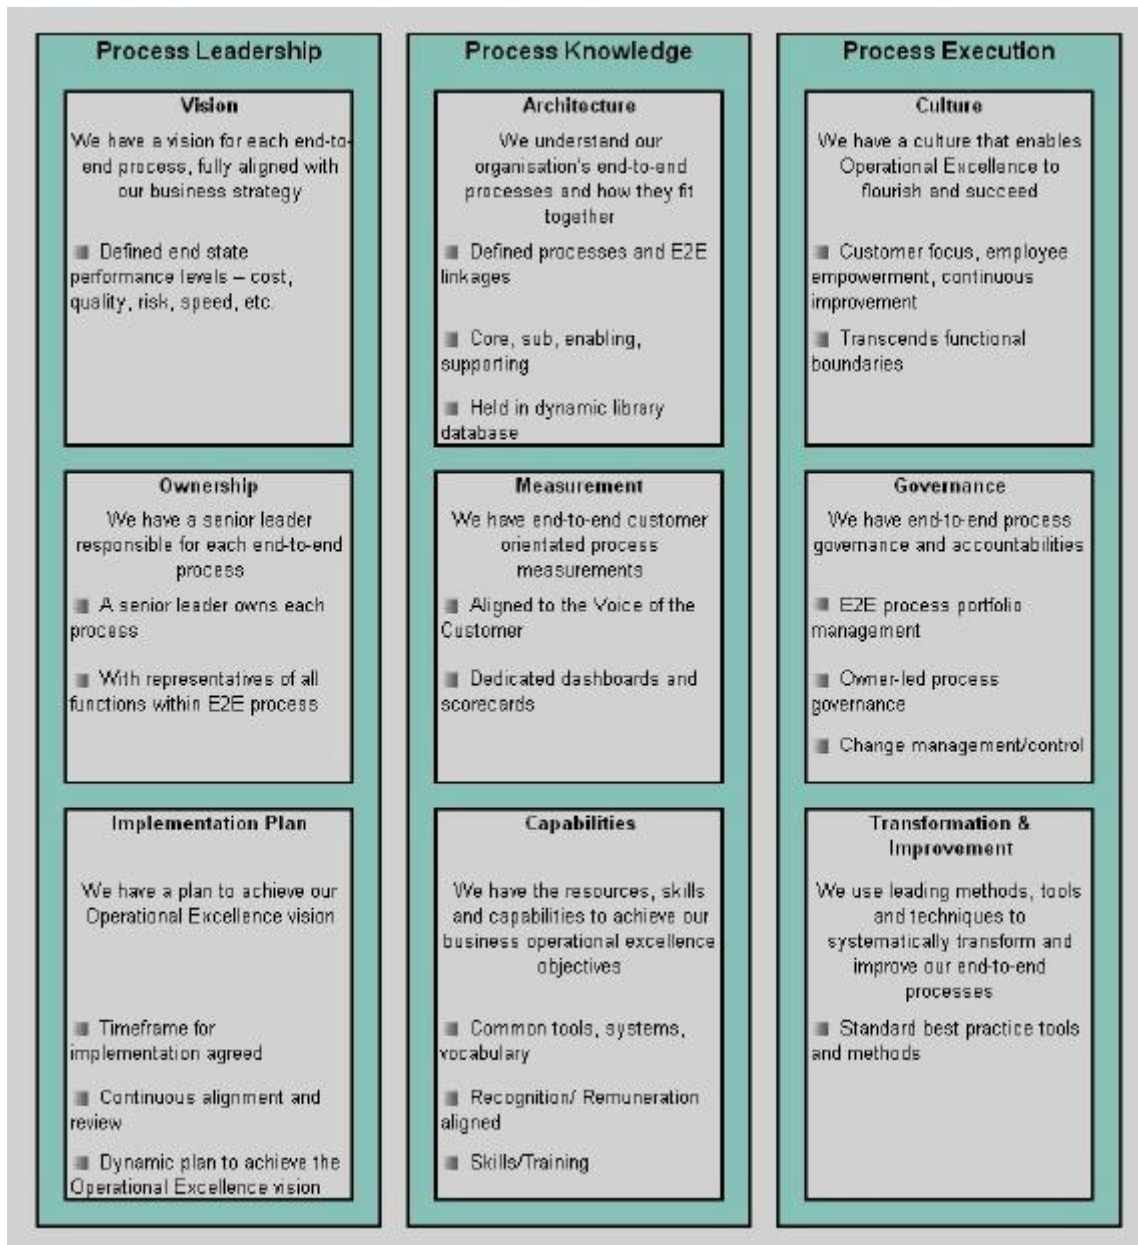 Process Leadership
Vision
We have a vision for each end-to-
end process, fully aligned with
our business strategy
Defined end state
performance levels – cost,
quality, risk, speed, etc.
Ownership
We have a senior leader
responsible for each end-to-end
process
A senior leader owns each
process
With representatives of all
functions within E2E process
Implementation Plan
We have a plan to achieve our
Operational Excellence vision
Timeframe for
implementation agreed
Continuous alignment and
review
Dynamic plan to achieve the
Operational Excellence vision
Process Knowledge
Architecture
We understand our
organisation's end-to-end
processes and how they fit
together
Defined processes and E2E
linkages
Core, sub, enabling,
supporting
Held in dynamic library
database
Measurement
We have end-to-end customer
orientated process
measurements
Aligned to the Voice of the
Customer
Dedicated dashboards and
scorecards
Capabilities
We have the resources, skills
and capabilities to achieve our
business operational excellence
objectives
Common tools, systems,
vocabulary
Recognition/ Remuneration
aligned
Skills/Training
Process Execution
Culture
We have a culture that enables
Operational Excellence to
flourish and succeed
Customer focus, employee
empowerment, continuous
improvement
Transcends functional
boundaries
Governance
We have end-to-end process
governance and accountabilities
E2E process portfolio
management
Owner-led process
governance
Change management/control
Transformation &
Improvement
We use leading methods, tools
and techniques to
systematically transform and
improve our end-to-end
processes
Standard best practice tools
and methods